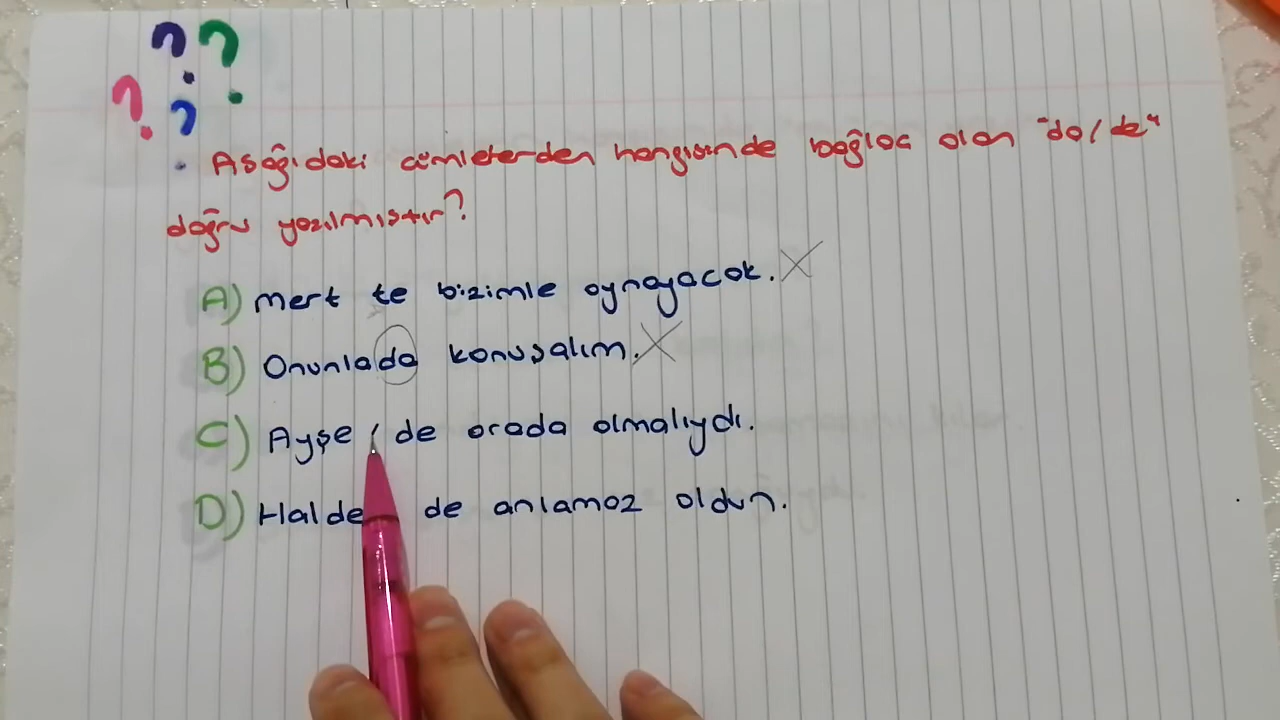 ? ?
? ?
Aşağıdaki cümlelerden hangisinde bağlaç olan "da/de"
doğru yazılmıştır?
A) Mert te bizimle oynayacak. X
B) Onunlada konuşalım. X
C) Ayşe ' de orada olmalıydı.
D) Halden de anlamaz oldun.